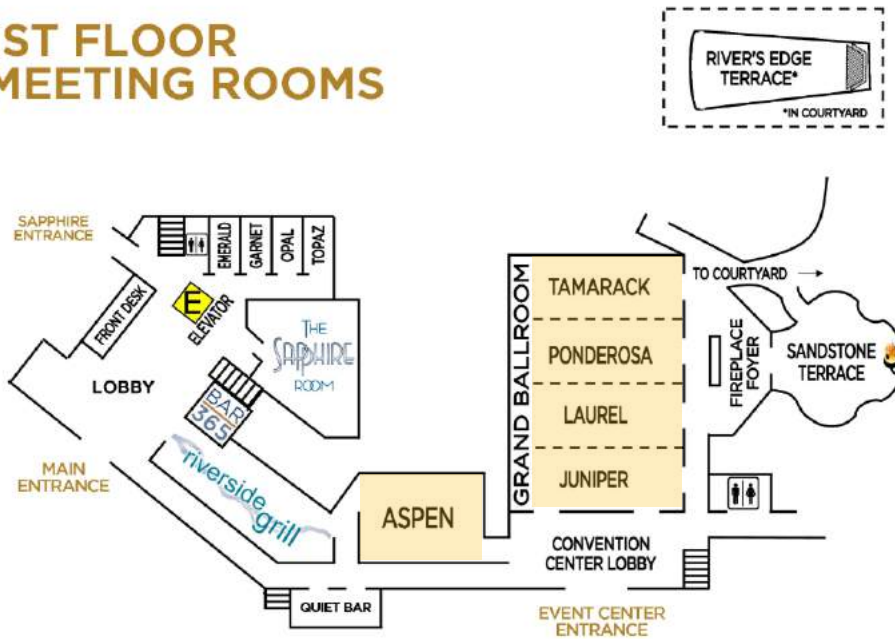 ST FLOOR
MEETING ROOMS
RIVER'S EDGE
TERRACE*
*IN COURTYARD
SAPPHIRE
ENTRANCE
EMERALD
GARNET
OPAL
TOPAZ
FRONT DESK
E
ELEVATOR
THE
SAPPHIRE
ROOM
LOBBY
BAR
365
MAIN
ENTRANCE
riverside
grill
ASPEN
QUIET BAR
GRAND BALLROOM
TAMARACK
PONDEROSA
LAUREL
JUNIPER
TO COURTYARD
FIREPLACE
FOYER
SANDSTONE
TERRACE
CONVENTION
CENTER LOBBY
EVENT CENTER
ENTRANCE